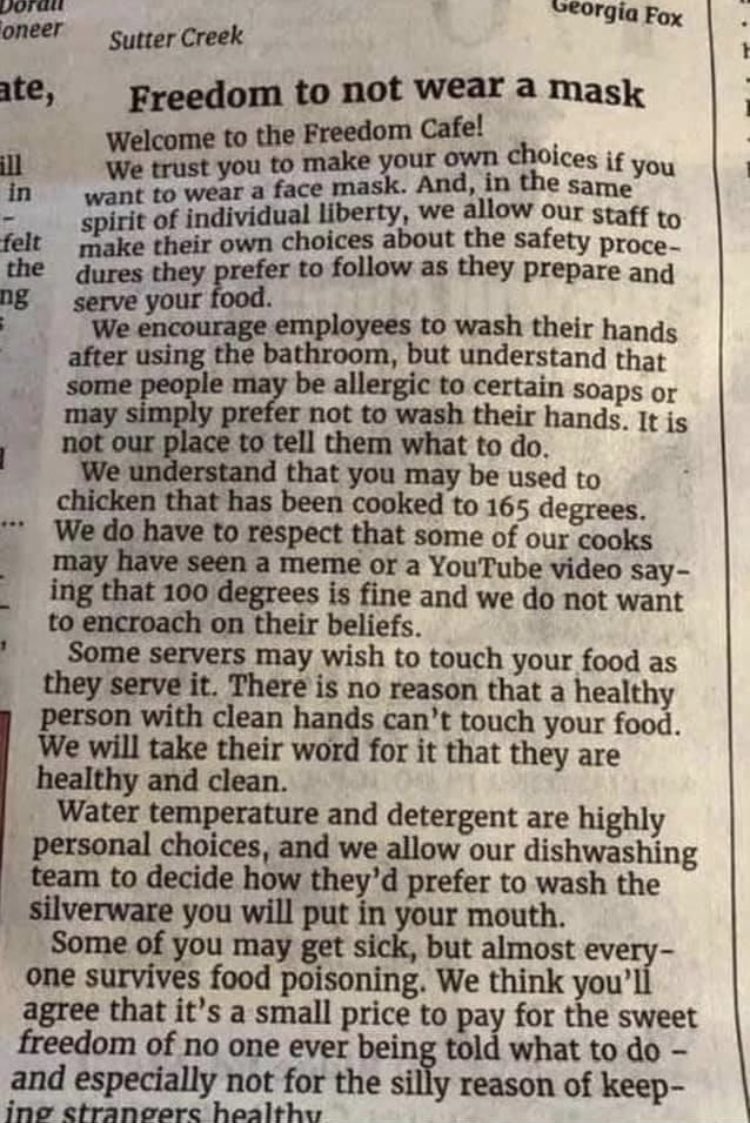 Georgia Fox
oneer
Sutter Creek
ate,
Freedom to not wear a mask
Welcome to the Freedom Cafe!
ill
We trust you to make your own choices if you
in
want to wear a face mask. And, in the same
spirit of individual liberty, we allow our staff to
felt
make their own choices about the safety proce-
the
dures they prefer to follow as they prepare and
ng
serve your food.
We encourage employees to wash their hands
after using the bathroom, but understand that
some people may be allergic to certain soaps or
may simply prefer not to wash their hands. It is
not our place to tell them what to do.
We understand that you may be used to
chicken that has been cooked to 165 degrees.
...
We do have to respect that some of our cooks
may have seen a meme or a YouTube video say-
ing that 100 degrees is fine and we do not want
to encroach on their beliefs.
Some servers may wish to touch your food as
they serve it. There is no reason that a healthy
person with clean hands can't touch your food.
We will take their word for it that they are
healthy and clean.
Water temperature and detergent are highly
personal choices, and we allow our dishwashing
team to decide how they'd prefer to wash the
silverware you will put in your mouth.
Some of you may get sick, but almost every-
one survives food poisoning. We think you'll
agree that it's a small price to pay for the sweet
freedom of no one ever being told what to do –
and especially not for the silly reason of keep-
ing strangers healthy